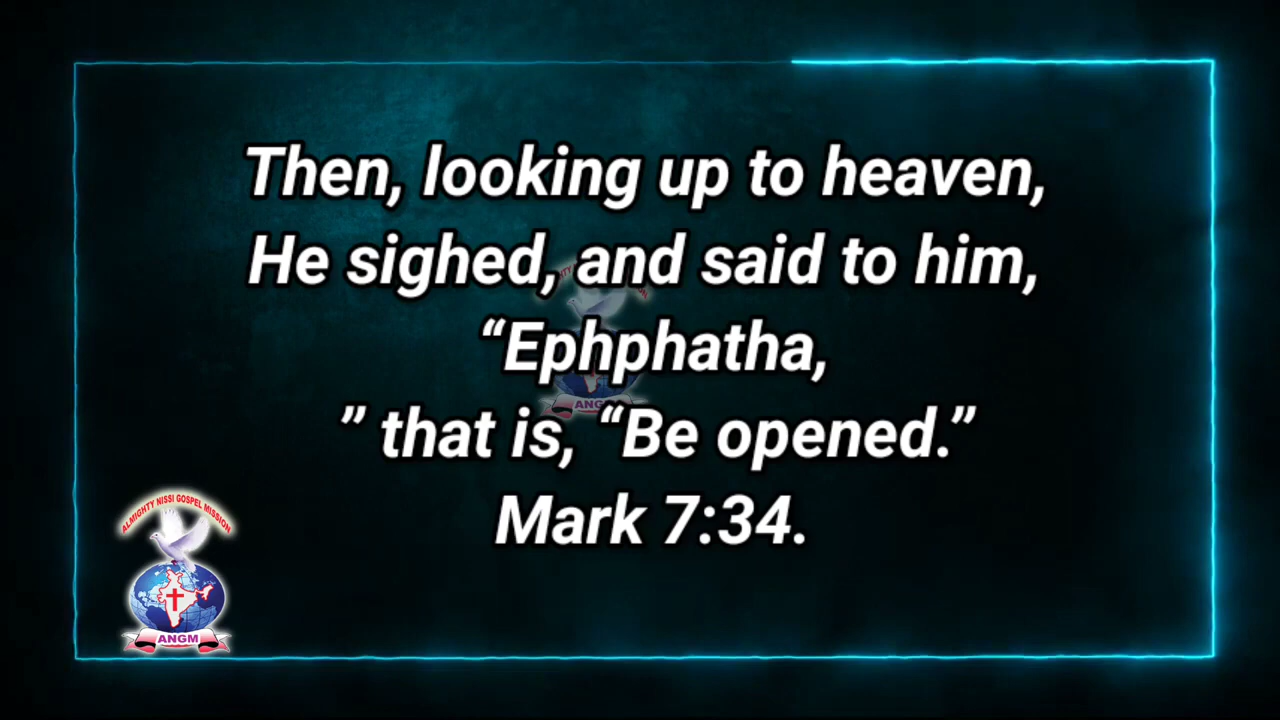 Then, looking up to heaven,
He sighed, and said to him,
“Ephphatha,
” that is, “Be opened.”
Mark 7:34.
ALMIGHTY NISSI GOSPEL MISSION
ANGM